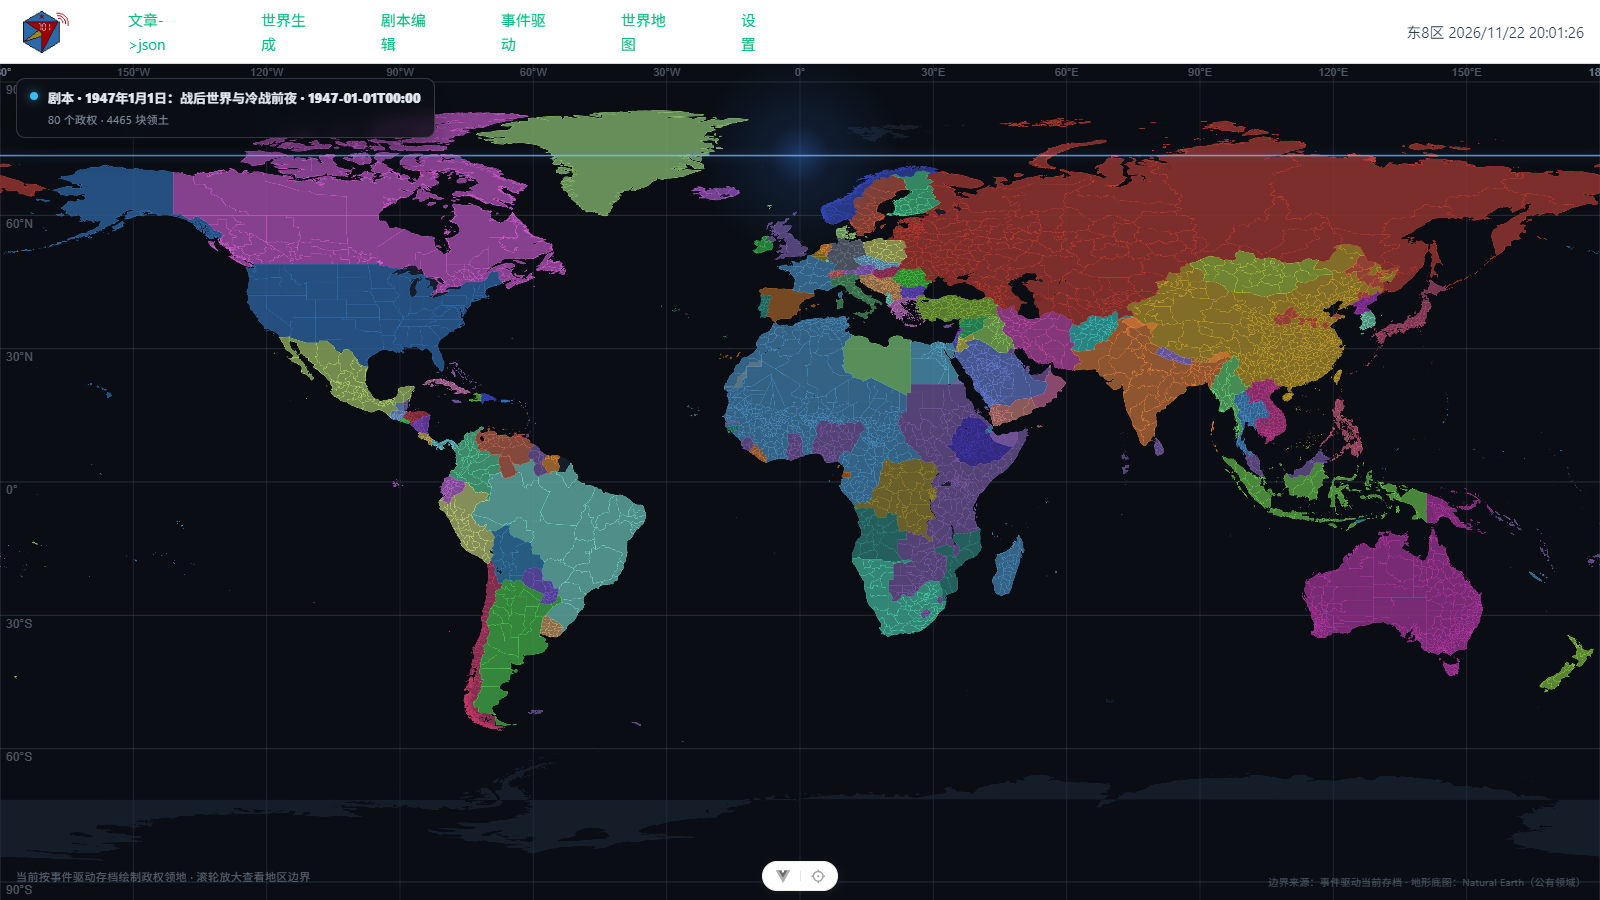 文章-
>json
世界生
成
剧本编
辑
事件驱
动
世界地
图
设
置
东8区 2026/11/22 20:01:26
0° 150°W 120°W 90°W 60°W 30°W 0° 30°E 60°E 90°E 120°E 150°E 18
90
剧本 · 1947年1月1日：战后世界与冷战前夜 · 1947-01-01T00:00
80 个政权 · 4465 块领土
60°N
30°N
0°
30°S
60°S
当前按事件驱动存档绘制政权领地 · 滚轮放大查看地区边界
边界来源：事件驱动当前存档 · 地形底图：Natural Earth（公有领域）
90°S